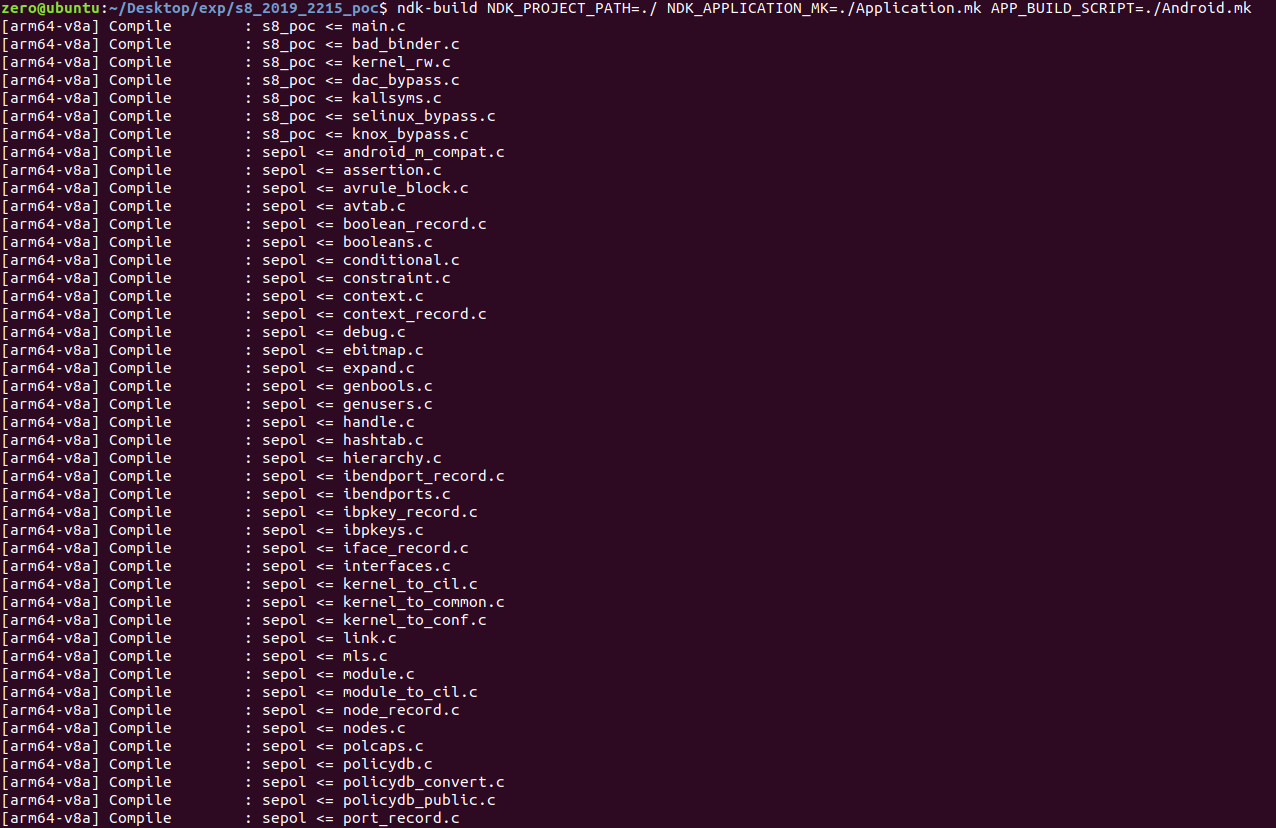 zero@ubuntu:~/Desktop/exp/s8_2019_2215_poc$ ndk-build NDK_PROJECT_PATH=./ NDK_APPLICATION_MK=./Application.mk APP_BUILD_SCRIPT=./Android.mk
[arm64-v8a] Compile        : s8_poc <= main.c
[arm64-v8a] Compile        : s8_poc <= bad_binder.c
[arm64-v8a] Compile        : s8_poc <= kernel_rw.c
[arm64-v8a] Compile        : s8_poc <= dac_bypass.c
[arm64-v8a] Compile        : s8_poc <= kallsyms.c
[arm64-v8a] Compile        : s8_poc <= selinux_bypass.c
[arm64-v8a] Compile        : s8_poc <= knox_bypass.c
[arm64-v8a] Compile        : sepol <= android_m_compat.c
[arm64-v8a] Compile        : sepol <= assertion.c
[arm64-v8a] Compile        : sepol <= avrule_block.c
[arm64-v8a] Compile        : sepol <= avtab.c
[arm64-v8a] Compile        : sepol <= boolean_record.c
[arm64-v8a] Compile        : sepol <= booleans.c
[arm64-v8a] Compile        : sepol <= conditional.c
[arm64-v8a] Compile        : sepol <= constraint.c
[arm64-v8a] Compile        : sepol <= context.c
[arm64-v8a] Compile        : sepol <= context_record.c
[arm64-v8a] Compile        : sepol <= debug.c
[arm64-v8a] Compile        : sepol <= ebitmap.c
[arm64-v8a] Compile        : sepol <= expand.c
[arm64-v8a] Compile        : sepol <= genbools.c
[arm64-v8a] Compile        : sepol <= genusers.c
[arm64-v8a] Compile        : sepol <= handle.c
[arm64-v8a] Compile        : sepol <= hashtab.c
[arm64-v8a] Compile        : sepol <= hierarchy.c
[arm64-v8a] Compile        : sepol <= ibendport_record.c
[arm64-v8a] Compile        : sepol <= ibendports.c
[arm64-v8a] Compile        : sepol <= ibpkey_record.c
[arm64-v8a] Compile        : sepol <= ibpkeys.c
[arm64-v8a] Compile        : sepol <= iface_record.c
[arm64-v8a] Compile        : sepol <= interfaces.c
[arm64-v8a] Compile        : sepol <= kernel_to_cil.c
[arm64-v8a] Compile        : sepol <= kernel_to_common.c
[arm64-v8a] Compile        : sepol <= kernel_to_conf.c
[arm64-v8a] Compile        : sepol <= link.c
[arm64-v8a] Compile        : sepol <= mls.c
[arm64-v8a] Compile        : sepol <= module.c
[arm64-v8a] Compile        : sepol <= module_to_cil.c
[arm64-v8a] Compile        : sepol <= node_record.c
[arm64-v8a] Compile        : sepol <= nodes.c
[arm64-v8a] Compile        : sepol <= polcaps.c
[arm64-v8a] Compile        : sepol <= policydb.c
[arm64-v8a] Compile        : sepol <= policydb_convert.c
[arm64-v8a] Compile        : sepol <= policydb_public.c
[arm64-v8a] Compile        : sepol <= port_record.c